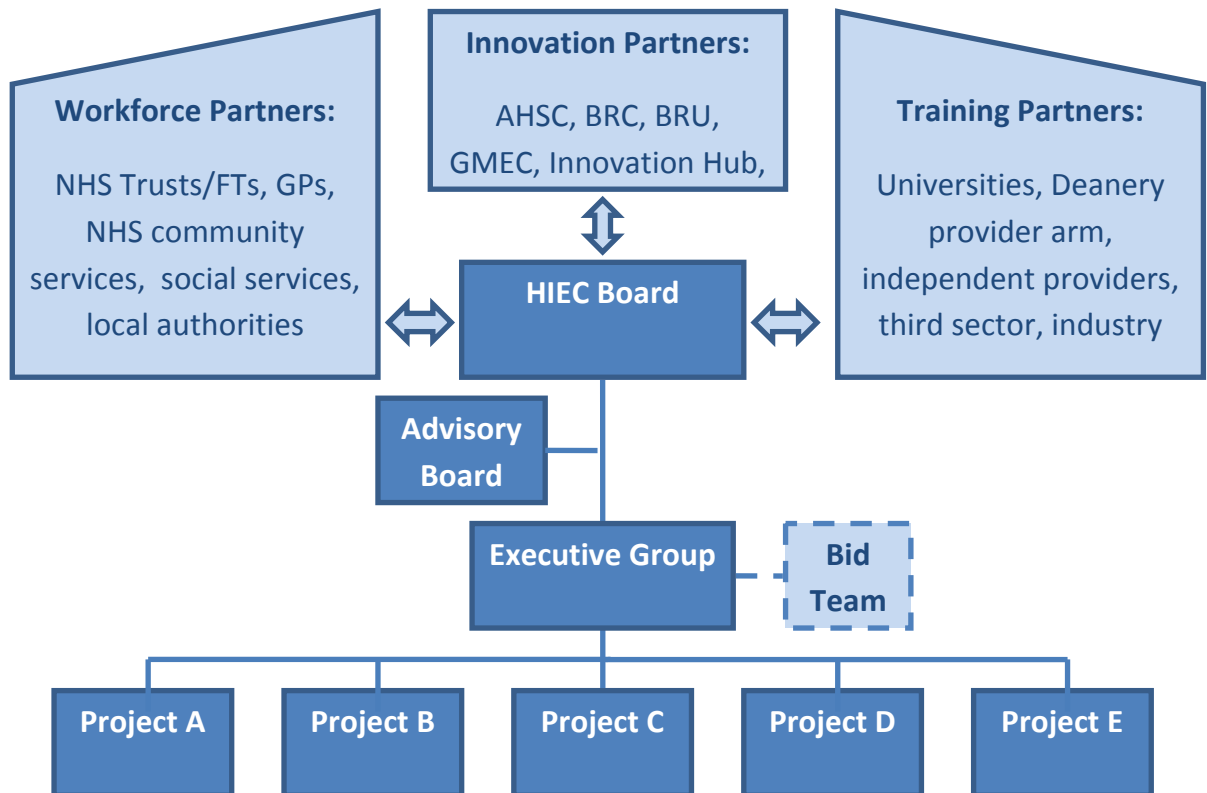 Workforce Partners:
NHS Trusts/FTs, GPs,
NHS community
services, social services,
local authorities
Innovation Partners:
AHSC, BRC, BRU,
GMEC, Innovation Hub,
Training Partners:
Universities, Deanery
provider arm,
independent providers,
third sector, industry
HIEC Board
Advisory
Board
Executive Group
Bid
Team
Project A
Project B
Project C
Project D
Project E